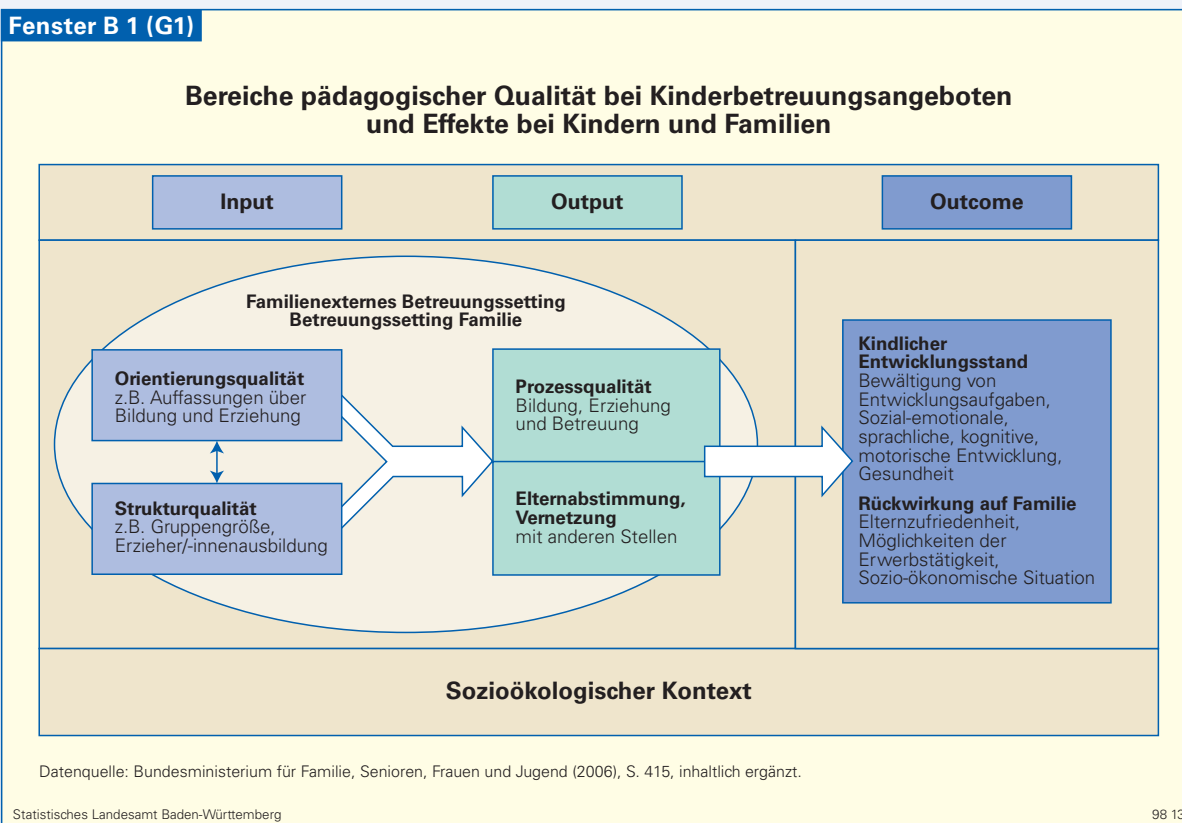 Fenster B 1 (G1)
Bereiche pädagogischer Qualität bei Kinderbetreuungsangeboten
und Effekte bei Kindern und Familien
Input
Output
Outcome
Familienexternes Betreuungssetting
Betreuungssetting Familie
Orientierungsqualität
z.B. Auffassungen über
Bildung und Erziehung
Strukturqualität
z.B. Gruppengröße,
Erzieher/-innenausbildung
Prozessqualität
Bildung, Erziehung
und Betreuung
Elternabstimmung,
Vernetzung
mit anderen Stellen
Kindlicher
Entwicklungsstand
Bewältigung von
Entwicklungsaufgaben,
Sozial-emotionale,
sprachliche, kognitive,
motorische Entwicklung,
Gesundheit
Rückwirkung auf Familie
Elternzufriedenheit,
Möglichkeiten der
Erwerbstätigkeit,
Sozio-ökonomische Situation
Sozioökologischer Kontext
Datenquelle: Bundesministerium für Familie, Senioren, Frauen und Jugend (2006), S. 415, inhaltlich ergänzt.
Statistisches Landesamt Baden-Württemberg
98 13